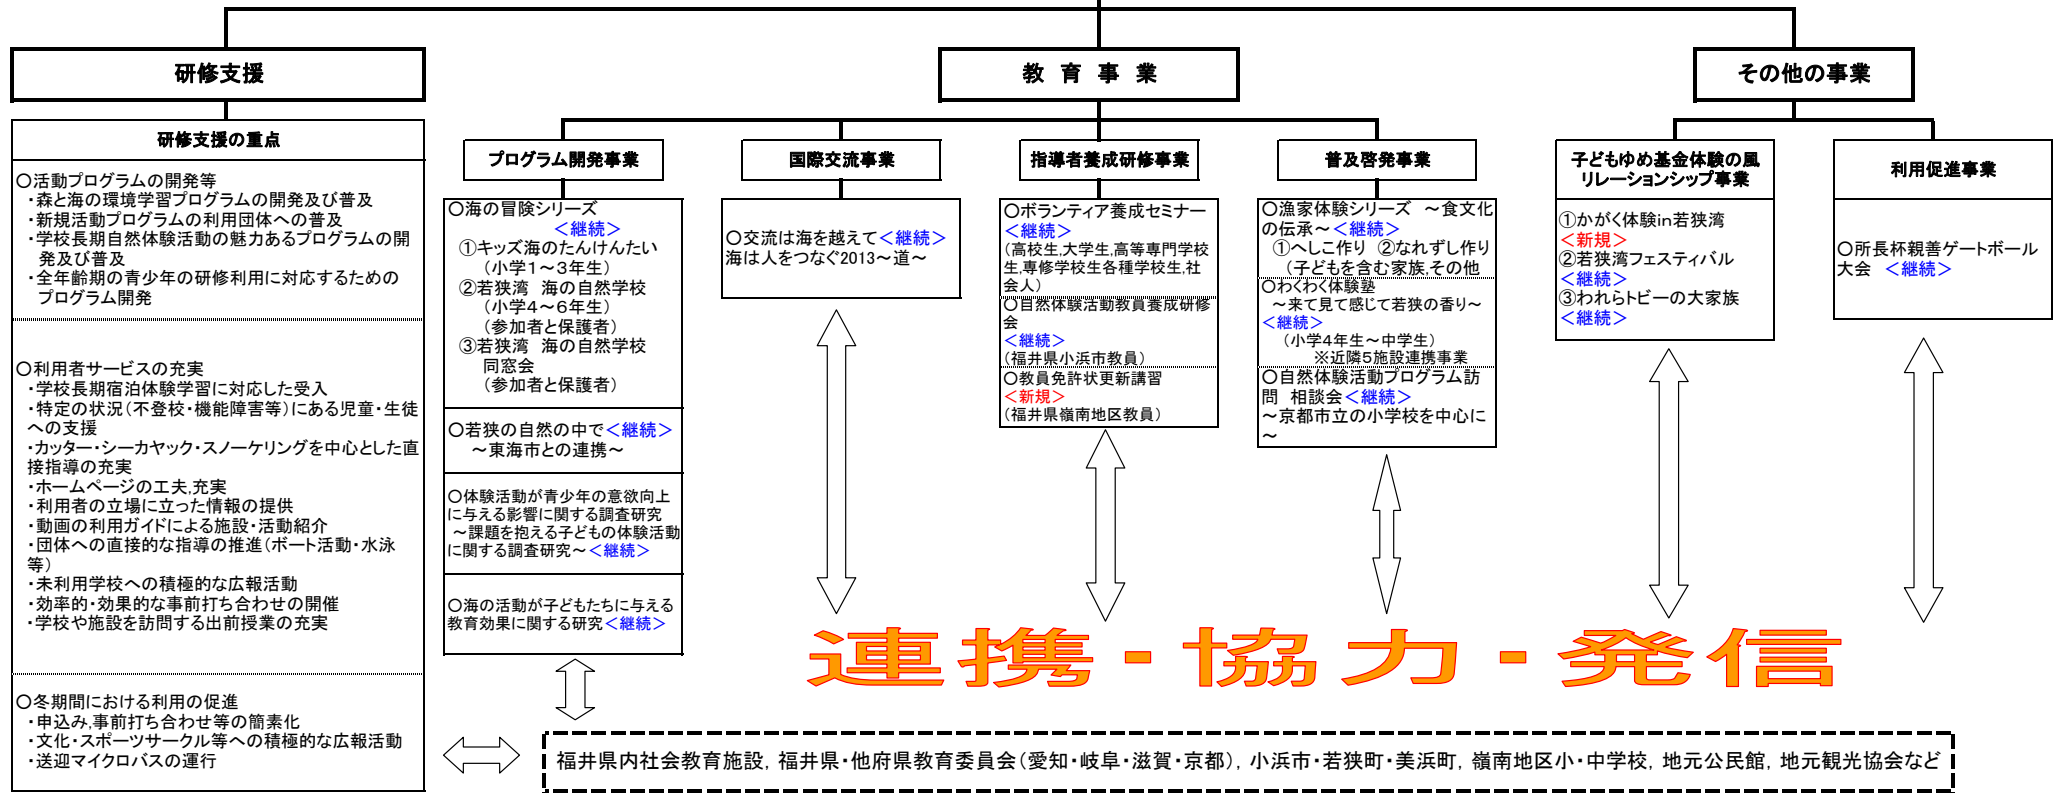 研修支援
教 育 事 業
その他の事業
研修支援の重点
○活動プログラムの開発等
・森と海の環境学習プログラムの開発及び普及
・新規活動プログラムの利用団体への普及
・学校長期自然体験活動の魅力あるプログラムの開
発及び普及
・全年齢期の青少年の研修利用に対応するための
プログラム開発
○利用者サービスの充実
・学校長期宿泊体験学習に対応した受入
・特定の状況(不登校・機能障害等)にある児童・生徒
への支援
・カッター・シーカヤック・スノーケリングを中心とした直
接指導の充実
・ホームページの工夫,充実
・利用者の立場に立った情報の提供
・動画の利用ガイドによる施設・活動紹介
・団体への直接的な指導の推進(ボート活動・水泳
等)
・未利用学校への積極的な広報活動
・効率的・効果的な事前打ち合わせの開催
・学校や施設を訪問する出前授業の充実
○冬期間における利用の促進
・申込み,事前打ち合わせ等の簡素化
・文化・スポーツサークル等への積極的な広報活動
・送迎マイクロバスの運行
プログラム開発事業
○海の冒険シリーズ
<継続>
①キッズ海のたんけんたい
(小学1~3年生)
②若狭湾 海の自然学校
(小学4~6年生)
(参加者と保護者)
③若狭湾 海の自然学校
同窓会
(参加者と保護者)
○若狭の自然の中で<継続>
~東海市との連携~
○体験活動が青少年の意欲向上
に与える影響に関する調査研究
~課題を抱える子どもの体験活動
に関する調査研究~<継続>
○海の活動が子どもたちに与える
教育効果に関する研究<継続>
国際交流事業
○交流は海を越えて<継続>
海は人をつなぐ2013~道~
指導者養成研修事業
○ボランティア養成セミナー
<継続>
(高校生,大学生,高等専門学校
生,専修学校生各種学校生,社
会人)
○自然体験活動教員養成研修
会
<継続>
(福井県小浜市教員)
○教員免許状更新講習
<新規>
(福井県嶺南地区教員)
普及啓発事業
○漁家体験シリーズ ~食文化
の伝承~<継続>
①へしこ作り ②なれずし作り
(子どもを含む家族,その他
○わくわく体験塾
~来て見て感じて若狭の香り~
<継続>
(小学4年生~中学生)
※近隣5施設連携事業
○自然体験活動プログラム訪
問 相談会<継続>
~京都市立の小学校を中心に
~
子どもゆめ基金体験の風
リレーションシップ事業
①かがく体験in若狭湾
<新規>
②若狭湾フェスティバル
<継続>
③われらトビーの大家族
<継続>
利用促進事業
○所長杯親善ゲートボール
大会 <継続>
連携・協力・発信
福井県内社会教育施設, 福井県・他府県教育委員会(愛知・岐阜・滋賀・京都), 小浜市・若狭町・美浜町, 嶺南地区小・中学校, 地元公民館, 地元観光協会など